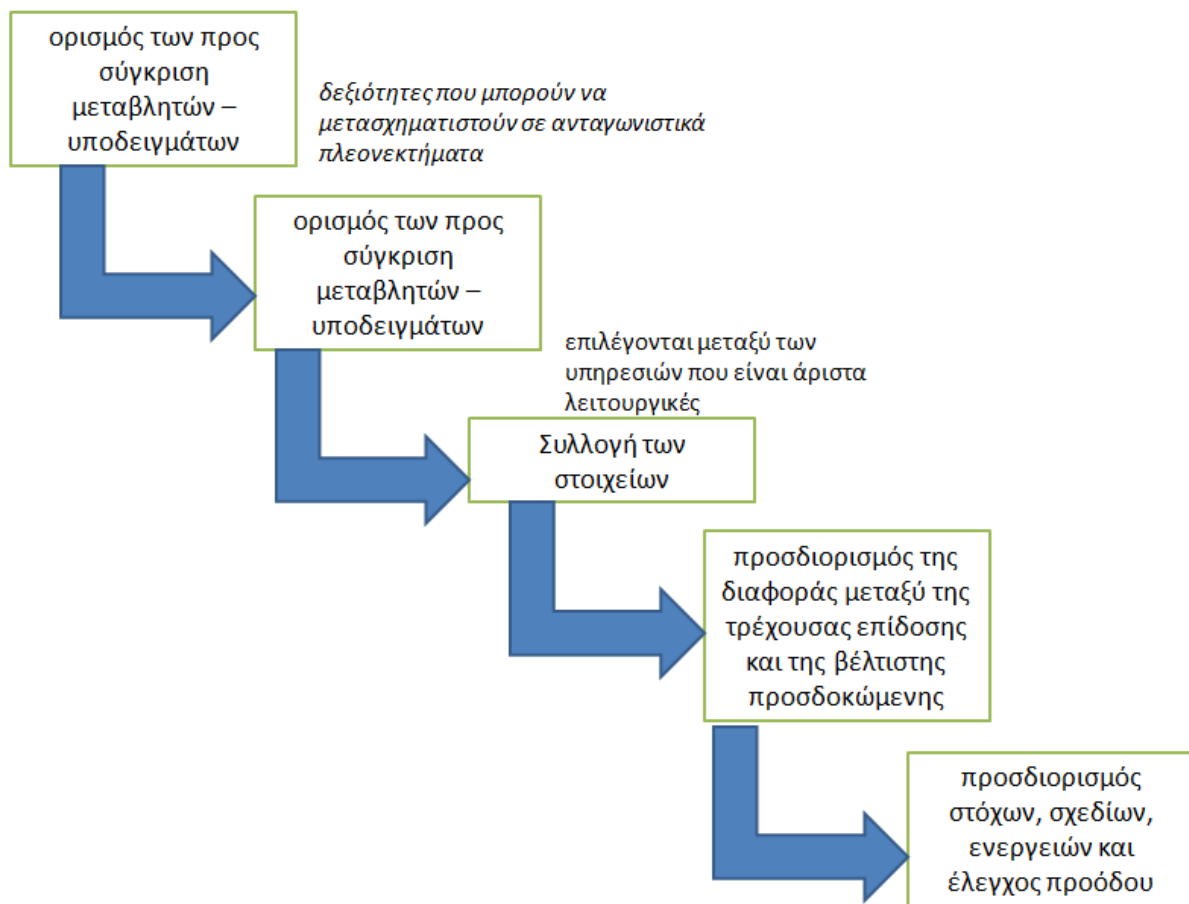 ορισμός των προς
σύγκριση
μεταβλητών –
υποδειγμάτων
δεξιότητες που μπορούν να
μετασχηματιστούν σε ανταγωνιστικά
πλεονεκτήματα
ορισμός των προς
σύγκριση
μεταβλητών –
υποδειγμάτων
επιλέγονται μεταξύ των
υπηρεσιών που είναι άριστα
λειτουργικές
Συλλογή των
στοιχείων
προσδιορισμός της
διαφοράς μεταξύ της
τρέχουσας επίδοσης
και της βέλτιστης
προσδοκώμενης
προσδιορισμός
στόχων, σχεδίων,
ενεργειών και
έλεγχος προόδου